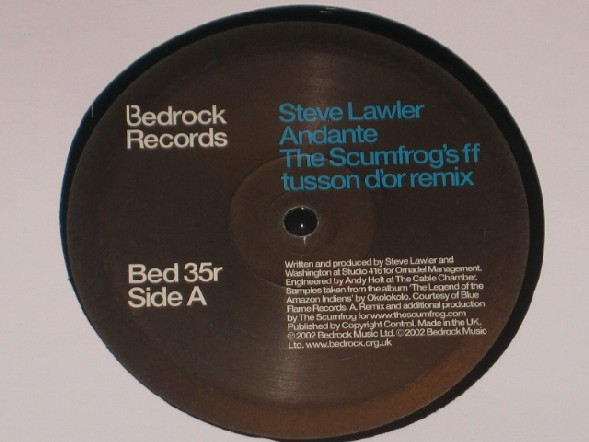 Bedrock
Records
Steve Lawler
Andante
The Scumfrog's ff
tusson d'or remix
Bed 35r
Side A
Written and produced by Steve Lawler and
Washington at Studio 416 for Ornadel Management.
Engineered by Andy Holt at The Cable Chamber.
Samples taken from the album 'The Legend of the
Amazon Indiens' by Okolokolo. Courtesy of Blue
Flame Records. A. Remix and additional production
by The Scumfrog for www.thescumfrog.com
Published by Copyright Control. Made in the UK.
℗2002 Bedrock Music Ltd. ©2002 Bedrock Music
Ltc. www.bedrock.org.uk